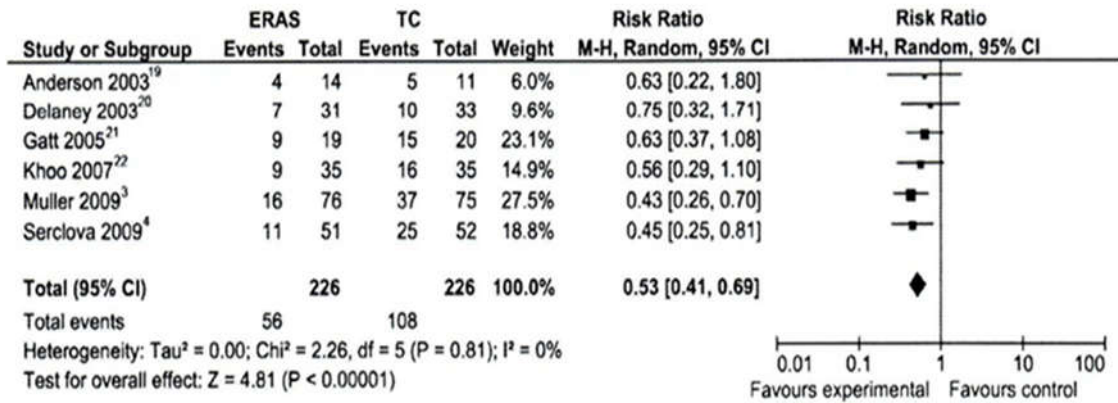 ERAS TC Risk Ratio Risk Ratio
Study or Subgroup Events Total Events Total Weight M-H, Random, 95% CI M-H, Random, 95% CI
Anderson 2003¹⁹ 4 14 5 11 6.0% 0.63 [0.22, 1.80]
Delaney 2003²⁰ 7 31 10 33 9.6% 0.75 [0.32, 1.71]
Gatt 2005²¹ 9 19 15 20 23.1% 0.63 [0.37, 1.08]
Khoo 2007²² 9 35 16 35 14.9% 0.56 [0.29, 1.10]
Muller 2009³ 16 76 37 75 27.5% 0.43 [0.26, 0.70]
Serclova 2009⁴ 11 51 25 52 18.8% 0.45 [0.25, 0.81]
Total (95% CI) 226 226 100.0% 0.53 [0.41, 0.69]
Total events 56 108
Heterogeneity: Tau² = 0.00; Chi² = 2.26, df = 5 (P = 0.81); I² = 0%
Test for overall effect: Z = 4.81 (P < 0.00001)
0.01 0.1 1 10 100
Favours experimental Favours control